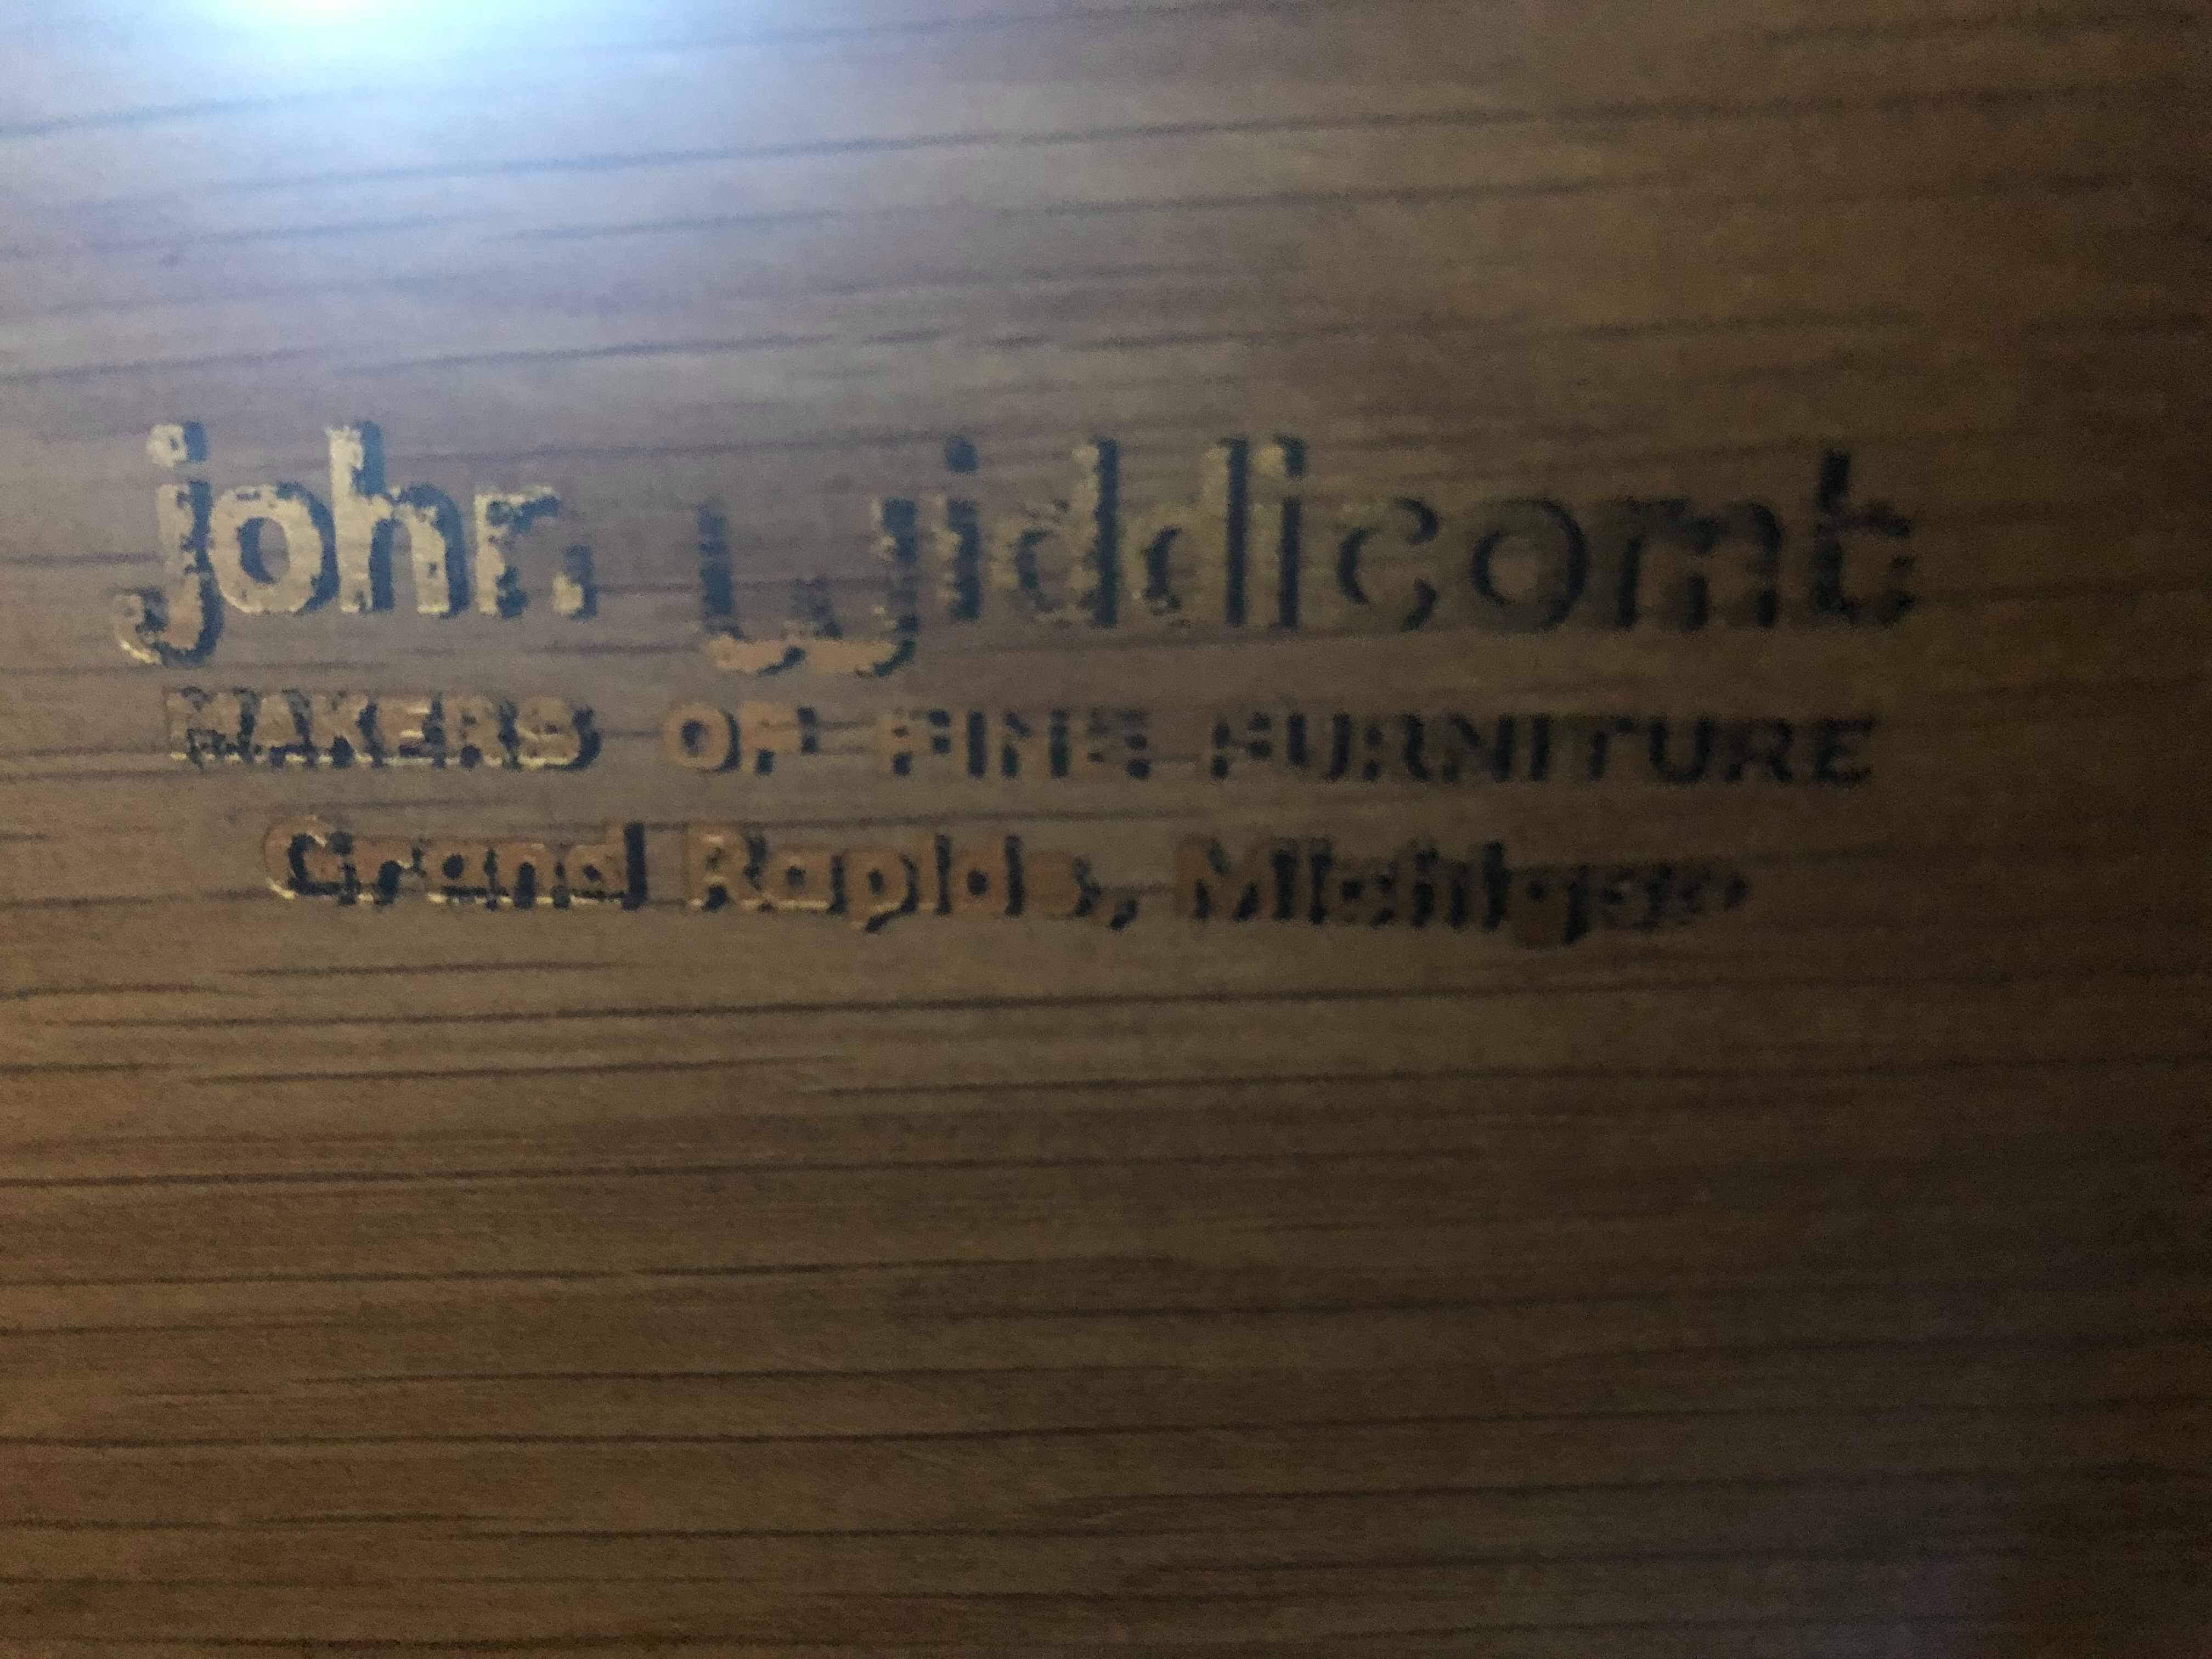 john widdicomb
MAKERS OF FINE FURNITURE
Grand Rapids, Michigan